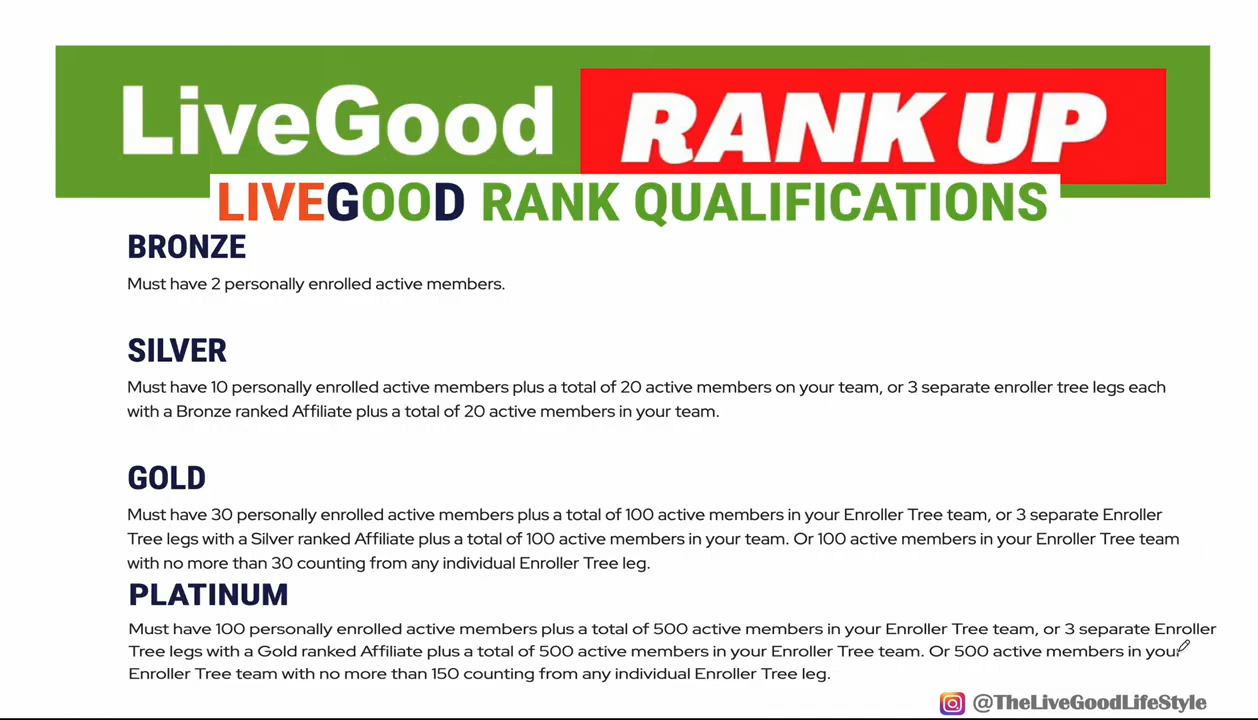 LiveGood RANK UP
LIVEGOOD RANK QUALIFICATIONS
BRONZE
Must have 2 personally enrolled active members.
SILVER
Must have 10 personally enrolled active members plus a total of 20 active members on your team, or 3 separate enroller tree legs each
with a Bronze ranked Affiliate plus a total of 20 active members in your team.
GOLD
Must have 30 personally enrolled active members plus a total of 100 active members in your Enroller Tree team, or 3 separate Enroller
Tree legs with a Silver ranked Affiliate plus a total of 100 active members in your team. Or 100 active members in your Enroller Tree team
with no more than 30 counting from any individual Enroller Tree leg.
PLATINUM
Must have 100 personally enrolled active members plus a total of 500 active members in your Enroller Tree team, or 3 separate Enroller
Tree legs with a Gold ranked Affiliate plus a total of 500 active members in your Enroller Tree team. Or 500 active members in your
Enroller Tree team with no more than 150 counting from any individual Enroller Tree leg.
@TheLiveGoodLifeStyle